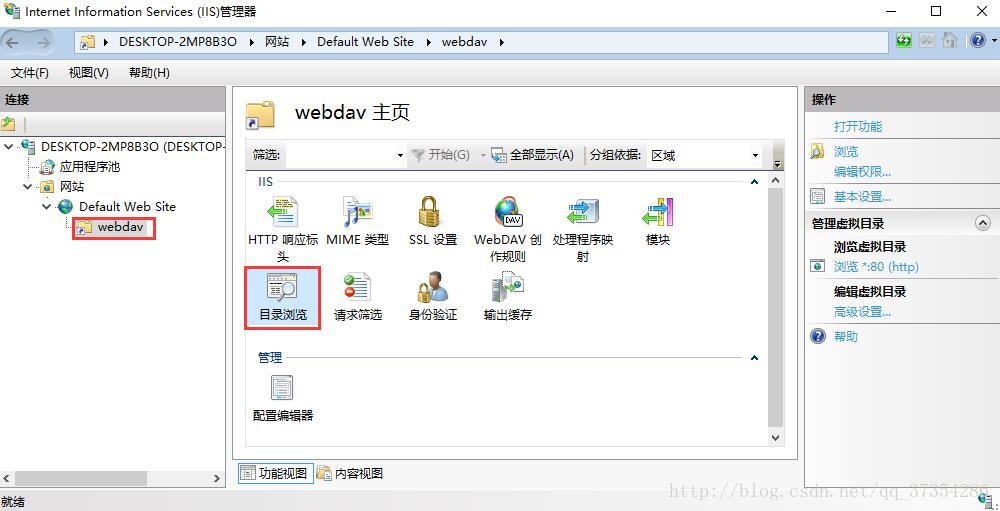 Internet Information Services (IIS)管理器
DESKTOP-2MP8B3O
网站
Default Web Site
webdav
文件(F)
视图(V)
帮助(H)
连接
DESKTOP-2MP8B3O (DESKTOP-
应用程序池
网站
Default Web Site
webdav
webdav 主页
筛选:
开始(G)
全部显示(A)
分组依据:
区域
IIS
HTTP 响应标头
MIME 类型
SSL 设置
WebDAV 创作规则
处理程序映射
模块
目录浏览
请求筛选
身份验证
输出缓存
管理
配置编辑器
功能视图
内容视图
操作
打开功能
浏览
编辑权限...
基本设置...
管理虚拟目录
浏览虚拟目录
浏览 *:80 (http)
编辑虚拟目录
高级设置...
帮助
就绪
http://blog.csdn.net/qq_37354286